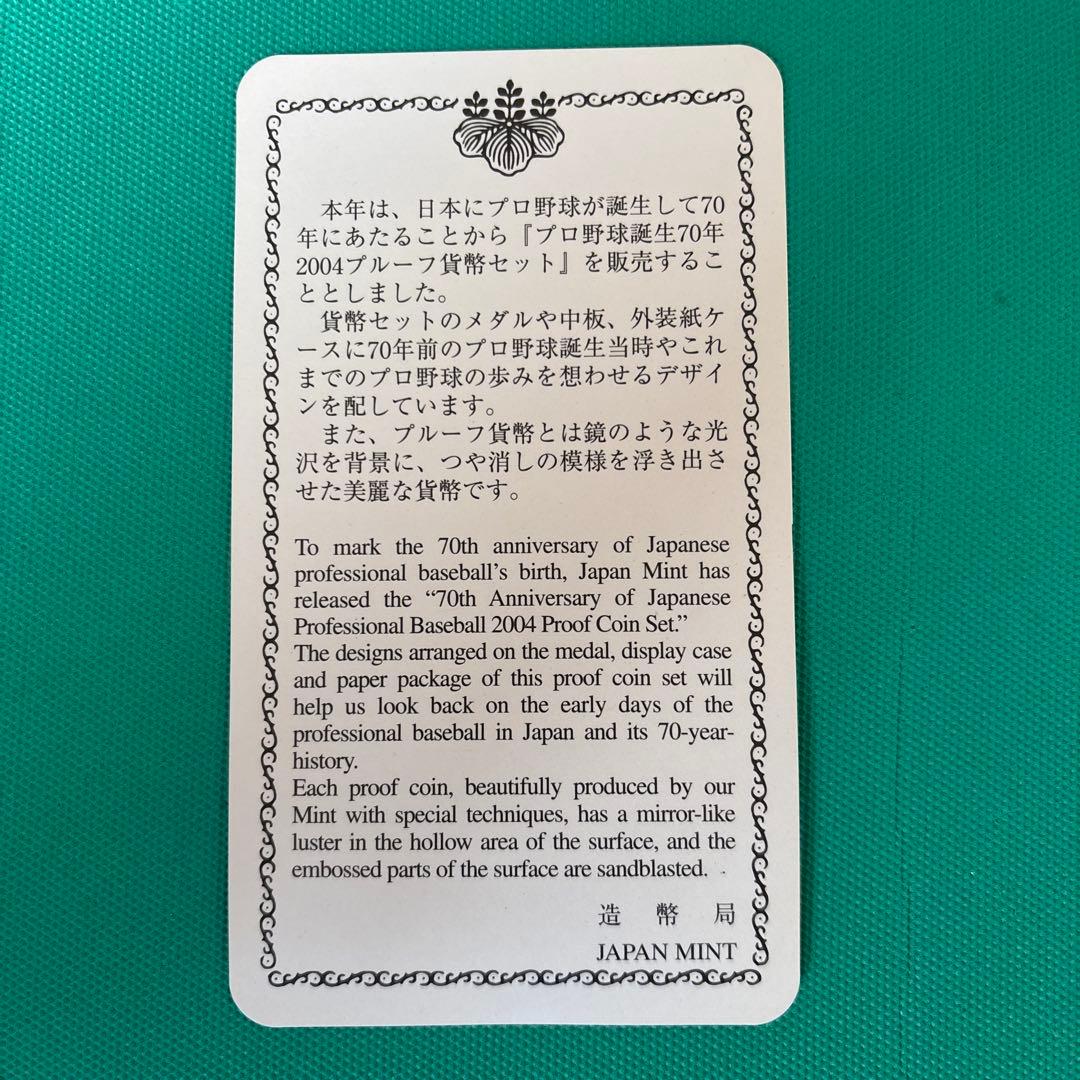 本年は、日本にプロ野球が誕生して70
年にあたることから『プロ野球誕生70年
2004プルーフ貨幣セット』を販売するこ
ととしました。
貨幣セットのメダルや中板、外装紙ケ
ースに70年前のプロ野球誕生当時やこれ
までのプロ野球の歩みを想わせるデザイ
ンを配しています。
また、プルーフ貨幣とは鏡のような光
沢を背景に、つや消しの模様を浮き出さ
せた美麗な貨幣です。
To mark the 70th anniversary of Japanese
professional baseball's birth, Japan Mint has
released the “70th Anniversary of Japanese
Professional Baseball 2004 Proof Coin Set.”
The designs arranged on the medal, display case
and paper package of this proof coin set will
help us look back on the early days of the
professional baseball in Japan and its 70-year-
history.
Each proof coin, beautifully produced by our
Mint with special techniques, has a mirror-like
luster in the hollow area of the surface, and the
embossed parts of the surface are sandblasted.
造幣局
JAPAN MINT